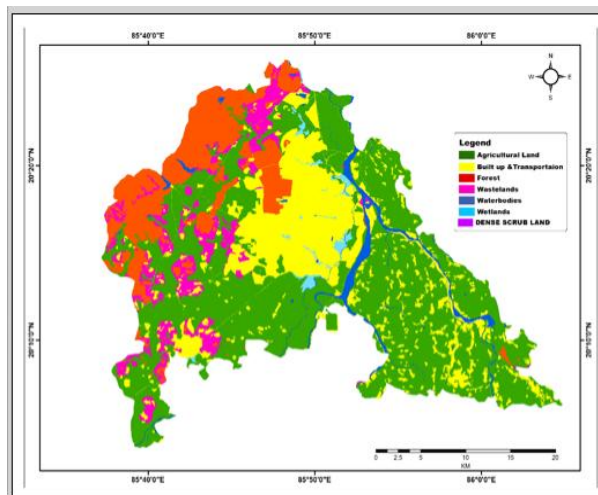 85°40'0"E 85°50'0"E 86°0'0"E
N
W E
S
Legend
Agricultural Land
Built up &Transportaion
Forest
Wastelands
Waterbodies
Wetlands
DENSE SCRUB LAND
20°20'0"N 20°20'0"N
20°10'0"N 20°10'0"N
0 2.5 5 10 15 20
KM
85°40'0"E 85°50'0"E 86°0'0"E